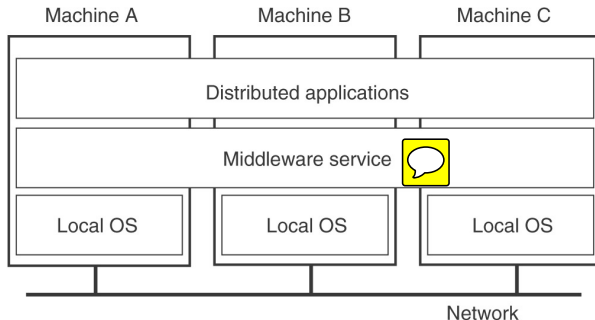 Machine A Machine B Machine C
Distributed applications
Middleware service
Local OS Local OS Local OS
Network